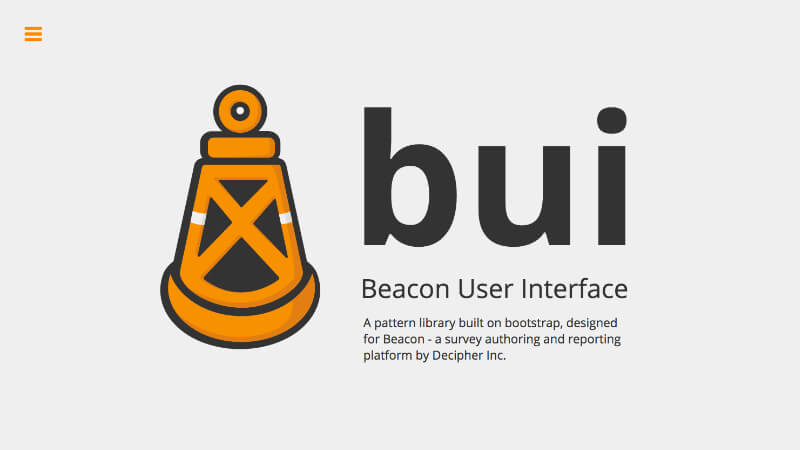 bui
Beacon User Interface
A pattern library built on bootstrap, designed
for Beacon - a survey authoring and reporting
platform by Decipher Inc.